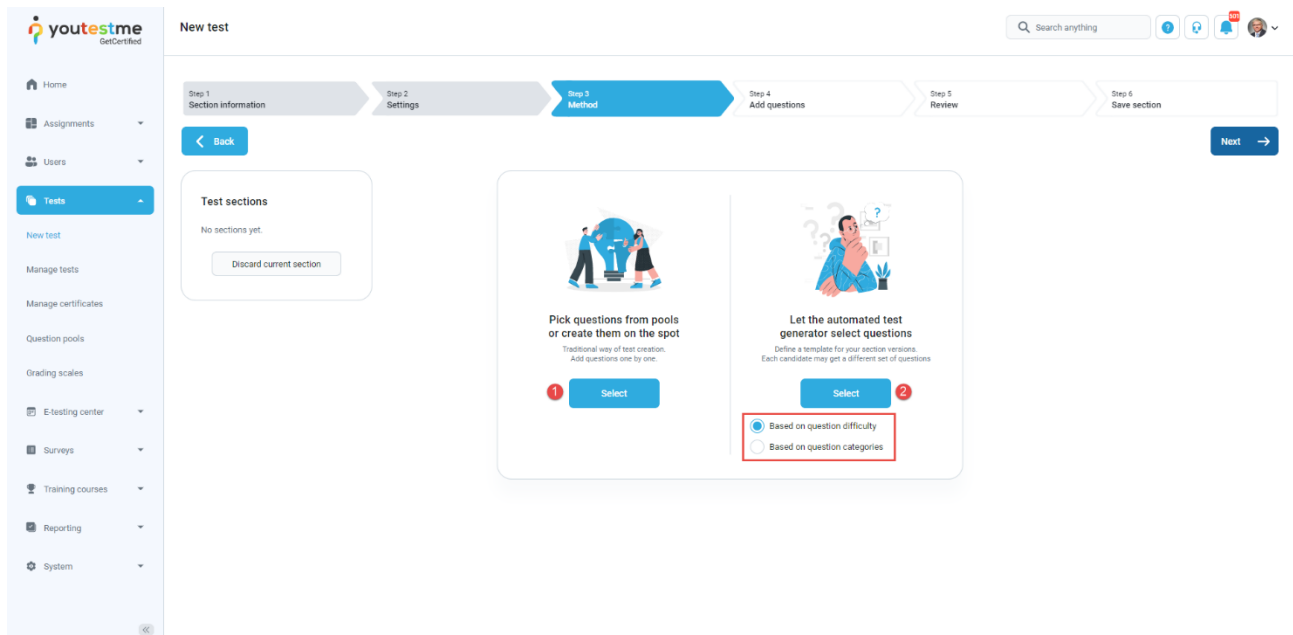 youtestme
GetCertified
New test
Search anything
?
501
Home
Assignments
Users
Tests
New test
Manage tests
Manage certificates
Question pools
Grading scales
E-testing center
Surveys
Training courses
Reporting
System
Step 1
Section information
Step 2
Settings
Step 3
Method
Step 4
Add questions
Step 5
Review
Step 6
Save section
Back
Next
Test sections
No sections yet.
Discard current section
Pick questions from pools
or create them on the spot
Traditional way of test creation.
Add questions one by one.
1
Select
? ? ? ? ?
Let the automated test
generator select questions
Define a template for your section versions.
Each candidate may get a different set of questions
Select
2
Based on question difficulty
Based on question categories